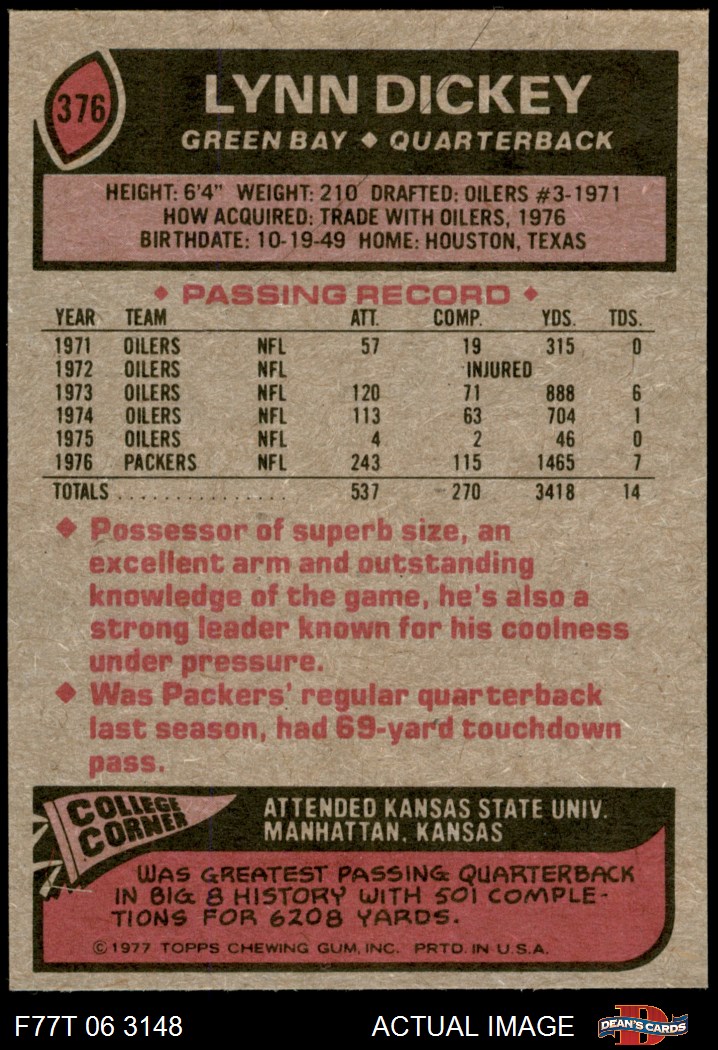 376
LYNN DICKEY
GREEN BAY ♦ QUARTERBACK
HEIGHT: 6'4" WEIGHT: 210 DRAFTED: OILERS #3-1971
HOW ACQUIRED: TRADE WITH OILERS, 1976
BIRTHDATE: 10-19-49 HOME: HOUSTON, TEXAS
♦ PASSING RECORD ♦
YEAR TEAM ATT. COMP. YDS. TDS.
1971 OILERS NFL 57 19 315 0
1972 OILERS NFL INJURED
1973 OILERS NFL 120 71 888 6
1974 OILERS NFL 113 63 704 1
1975 OILERS NFL 4 2 46 0
1976 PACKERS NFL 243 115 1465 7
TOTALS ............... 537 270 3418 14
♦ Possessor of superb size, an
excellent arm and outstanding
knowledge of the game, he's also a
strong leader known for his coolness
under pressure.
♦ Was Packers' regular quarterback
last season, had 69-yard touchdown
pass.
COLLEGE
CORNER
ATTENDED KANSAS STATE UNIV.
MANHATTAN, KANSAS
WAS GREATEST PASSING QUARTERBACK
IN BIG 8 HISTORY WITH 501 COMPLE-
TIONS FOR 6208 YARDS.
©1977 TOPPS CHEWING GUM, INC. PRTD. IN U.S.A.
F77T 06 3148 ACTUAL IMAGE
D
DEAN'S CARDS